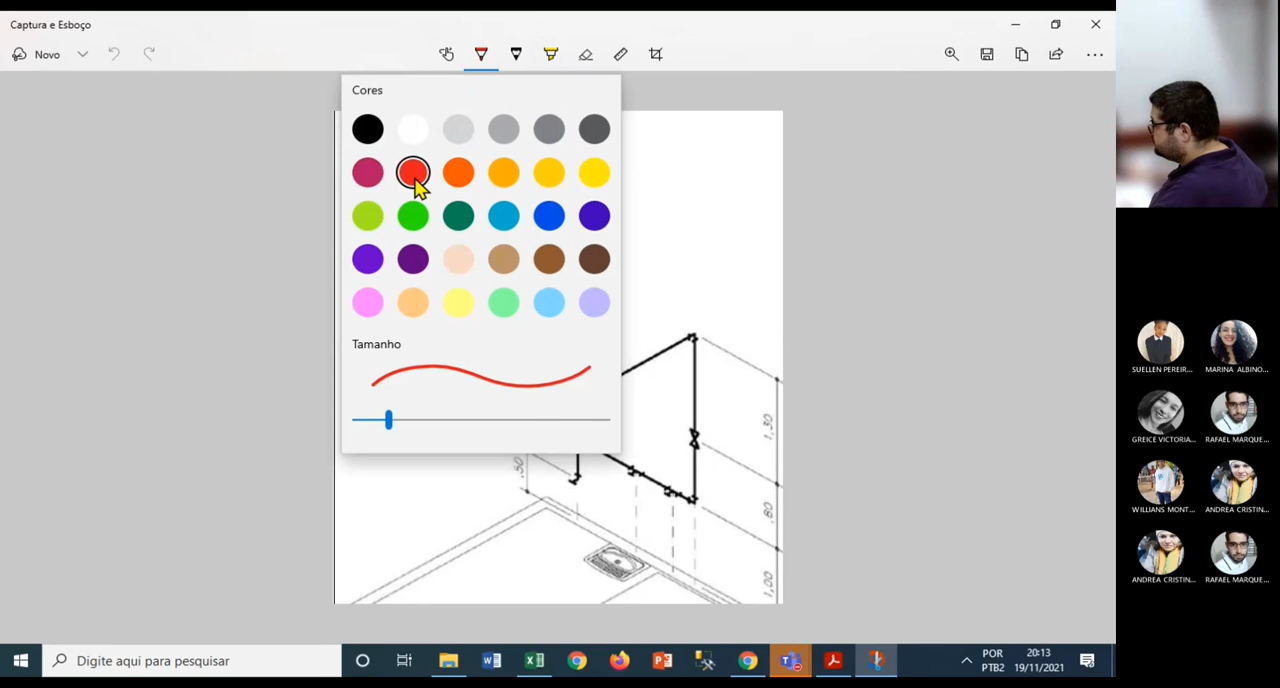 Captura e Esboço
Novo
Cores
Tamanho
1,30
,50
,80
1,00
SUELLEN PEREIR...
MARINA ALBINO...
GREICE VICTORIA...
RAFAEL MARQUE...
WILLIANS MONT...
ANDREA CRISTIN...
ANDREA CRISTIN...
RAFAEL MARQUE...
Digite aqui para pesquisar
POR
PTB2
20:13
19/11/2021